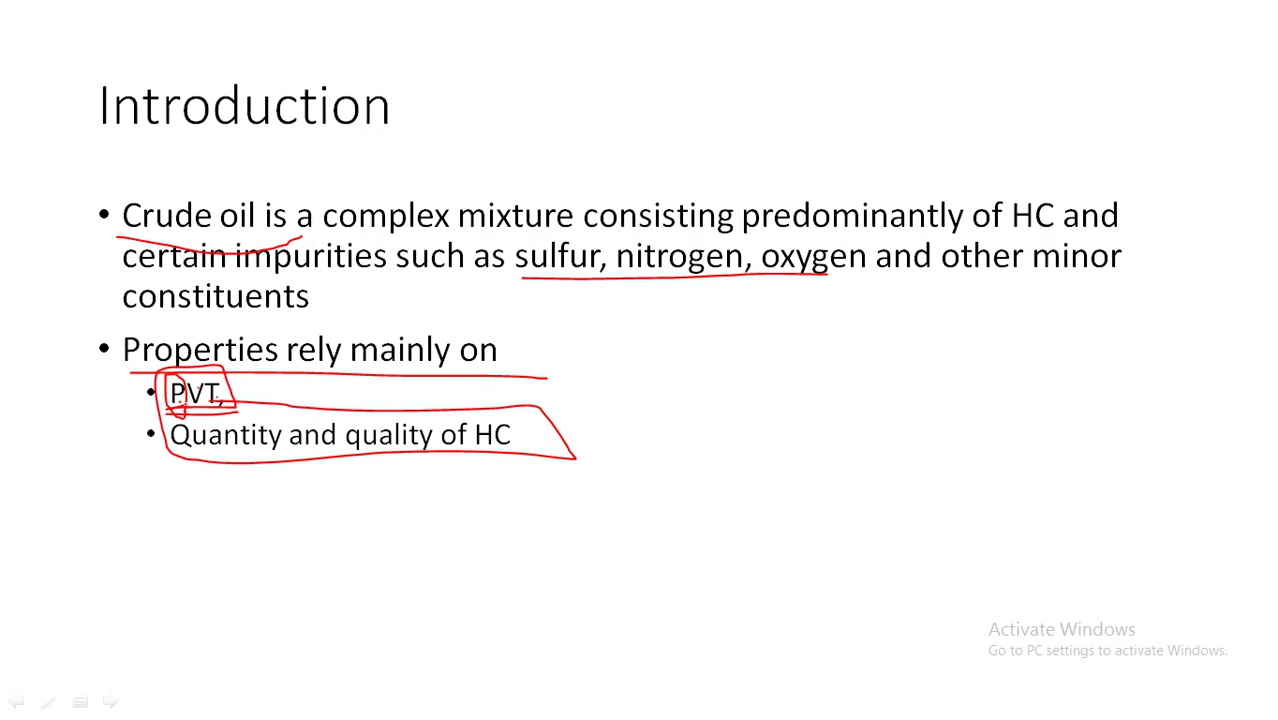 Introduction
• Crude oil is a complex mixture consisting predominantly of HC and
certain impurities such as sulfur, nitrogen, oxygen and other minor
constituents
• Properties rely mainly on
• PVT,
• Quantity and quality of HC
Activate Windows
Go to PC settings to activate Windows.